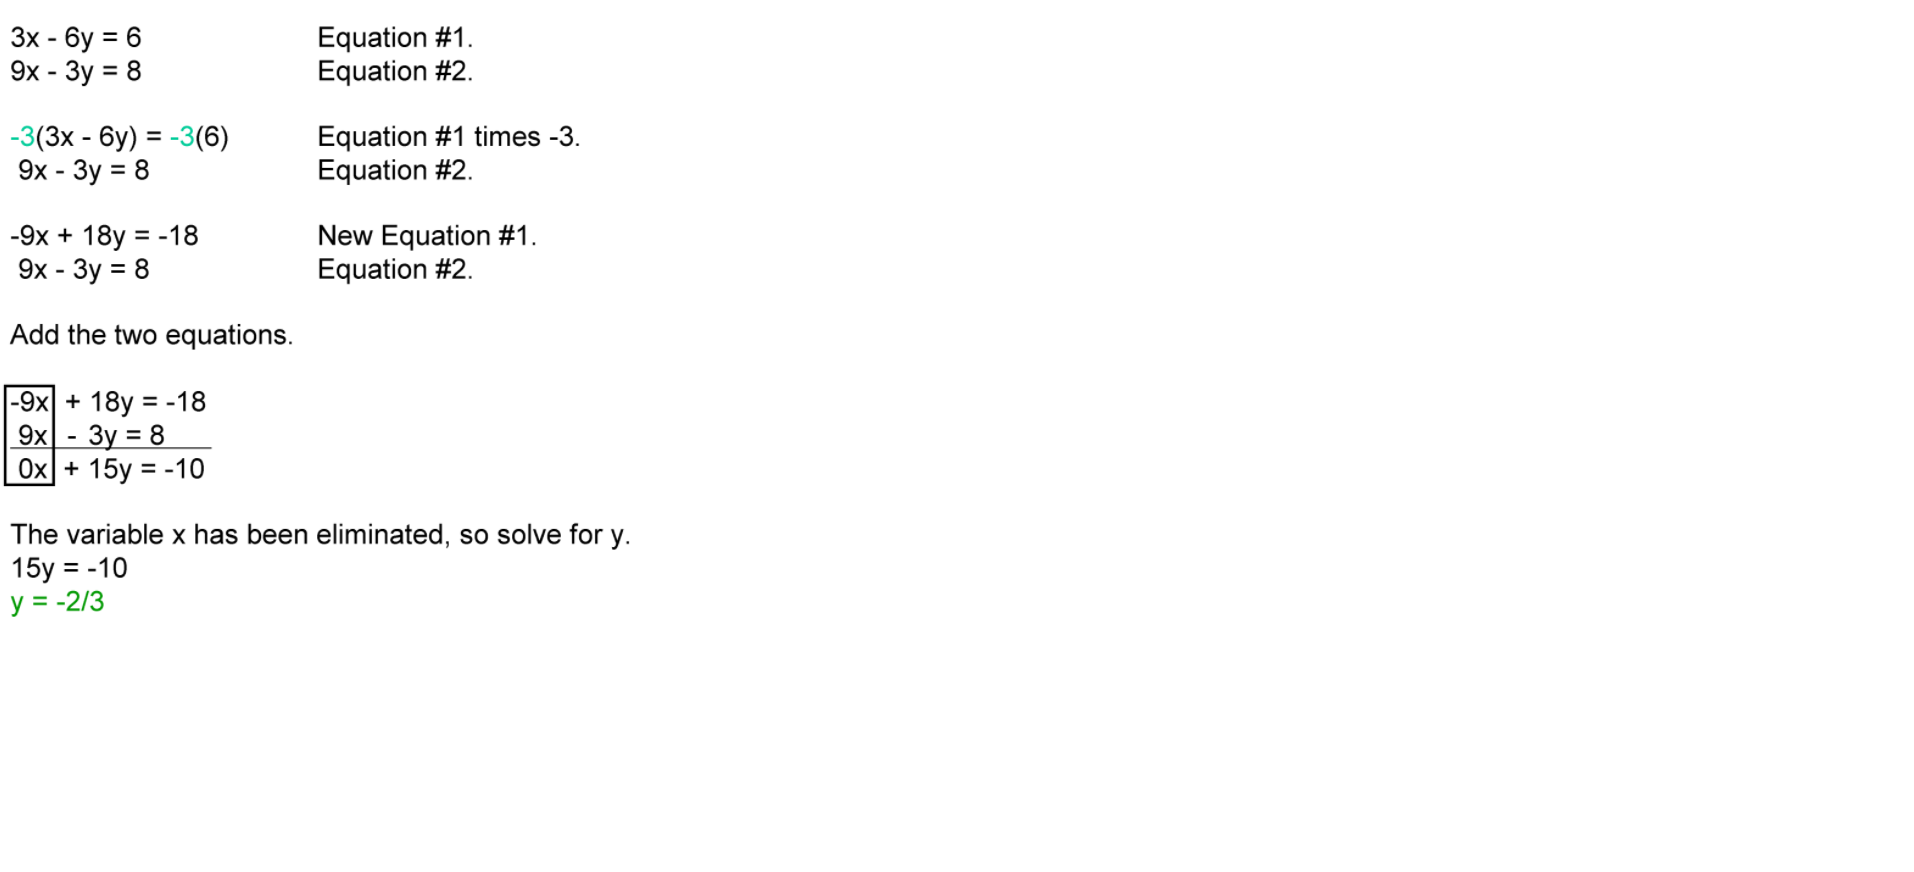 3x - 6y = 6 Equation #1.
9x - 3y = 8 Equation #2.
-3(3x - 6y) = -3(6) Equation #1 times -3.
9x - 3y = 8 Equation #2.
-9x + 18y = -18 New Equation #1.
9x - 3y = 8 Equation #2.
Add the two equations.
-9x + 18y = -18
9x - 3y = 8
0x + 15y = -10
The variable x has been eliminated, so solve for y.
15y = -10
y = -2/3